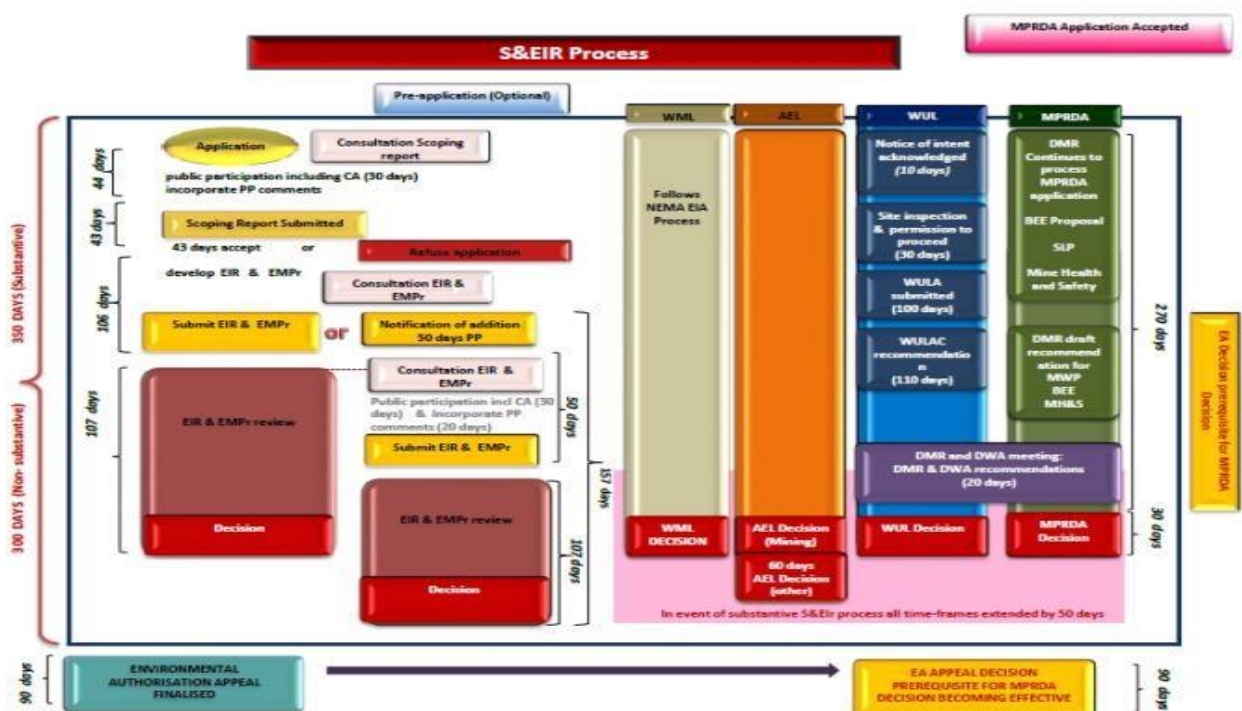 MPRDA Application Accepted
S&EIR Process
Pre-application (Optional)
WML
AEL
WUL
MPRDA
350 DAYS (Substantive)
300 DAYS (Non- substantive)
44 days
Application
Consultation Scoping
report
public participation including CA (30 days)
incorporate PP comments
43 days
Scoping Report Submitted
43 days accept or
Refuse application
develop EIR & EMPr
106 days
Consultation EIR &
EMPr
Submit EIR & EMPr
or
Notification of addition
50 days PP
107 days
EIR & EMPr review
Decision
Consultation EIR &
EMPr
Public participation incl CA (30
days) & Incorporate PP
comments (20 days)
Submit EIR & EMPr
50 days
EIR & EMPr review
Decision
107 days
157 days
Follows
NEMA EIA
Process
WML
DECISION
AEL Decision
(Mining)
60 days
AEL Decision
(other)
Notice of intent
acknowledged
(10 days)
Site inspection
& permission to
proceed
(30 days)
WULA
submitted
(100 days)
WULAC
recommendatio
n
(110 days)
DMR
Continues to
process
MPRDA
application
BEE Proposal
SLP
Mine Health
and Safety
DMR draft
recommend
ation for
MWP
BEE
MH&S
DMR and DWA meeting:
DMR & DWA recommendations
(20 days)
WUL Decision
MPRDA
Decision
270 days
30 days
EA Decision prerequisite for MPRDA
Decision
In event of substantive S&EIr process all time-frames extended by 50 days
90 days
ENVIRONMENTAL
AUTHORISATION APPEAL
FINALISED
EA APPEAL DECISION
PREREQUISITE FOR MPRDA
DECISION BECOMING EFFECTIVE
90 days